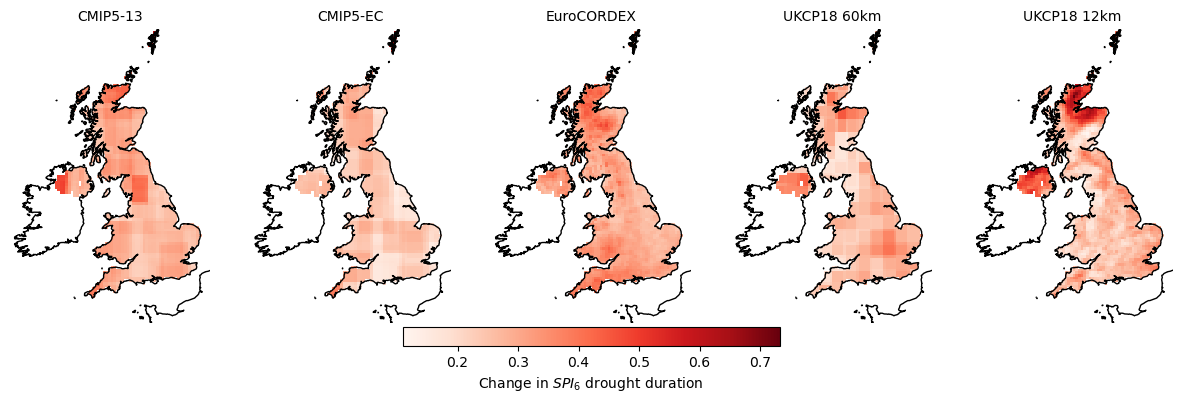 CMIP5-13 CMIP5-EC EuroCORDEX UKCP18 60km UKCP18 12km
0.2 0.3 0.4 0.5 0.6 0.7
Change in SPI₆ drought duration